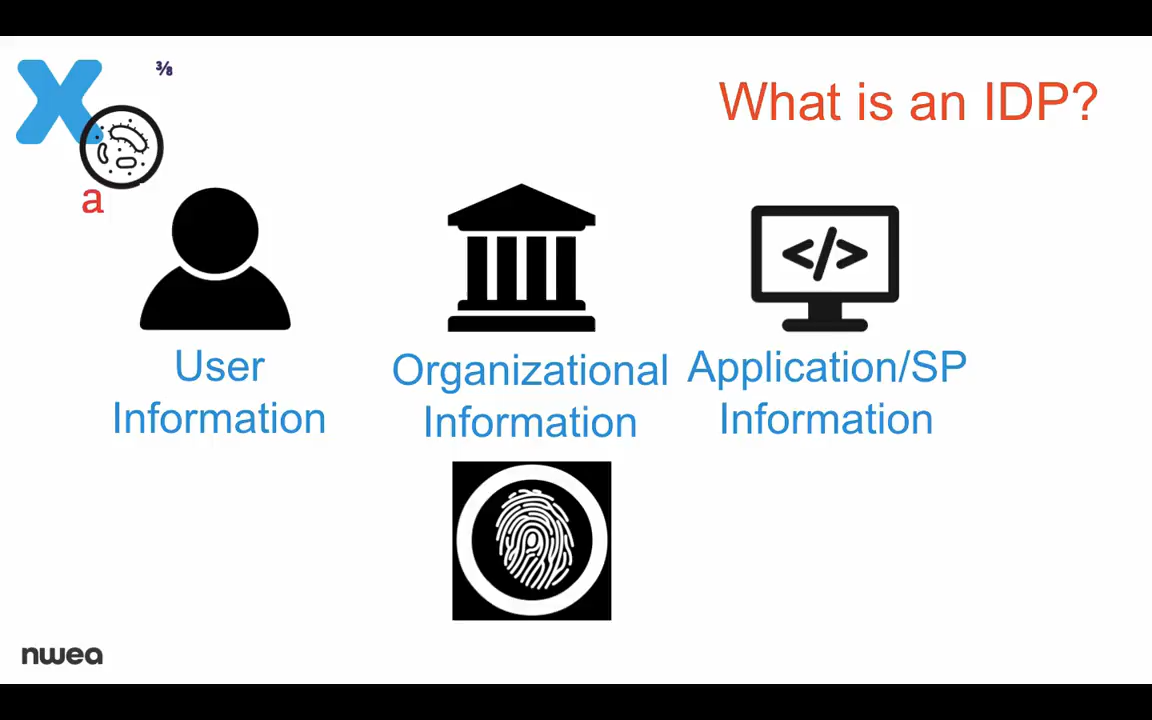 X
⅜
What is an IDP?
a
</>
User
Information
Organizational
Information
Application/SP
Information
nwea